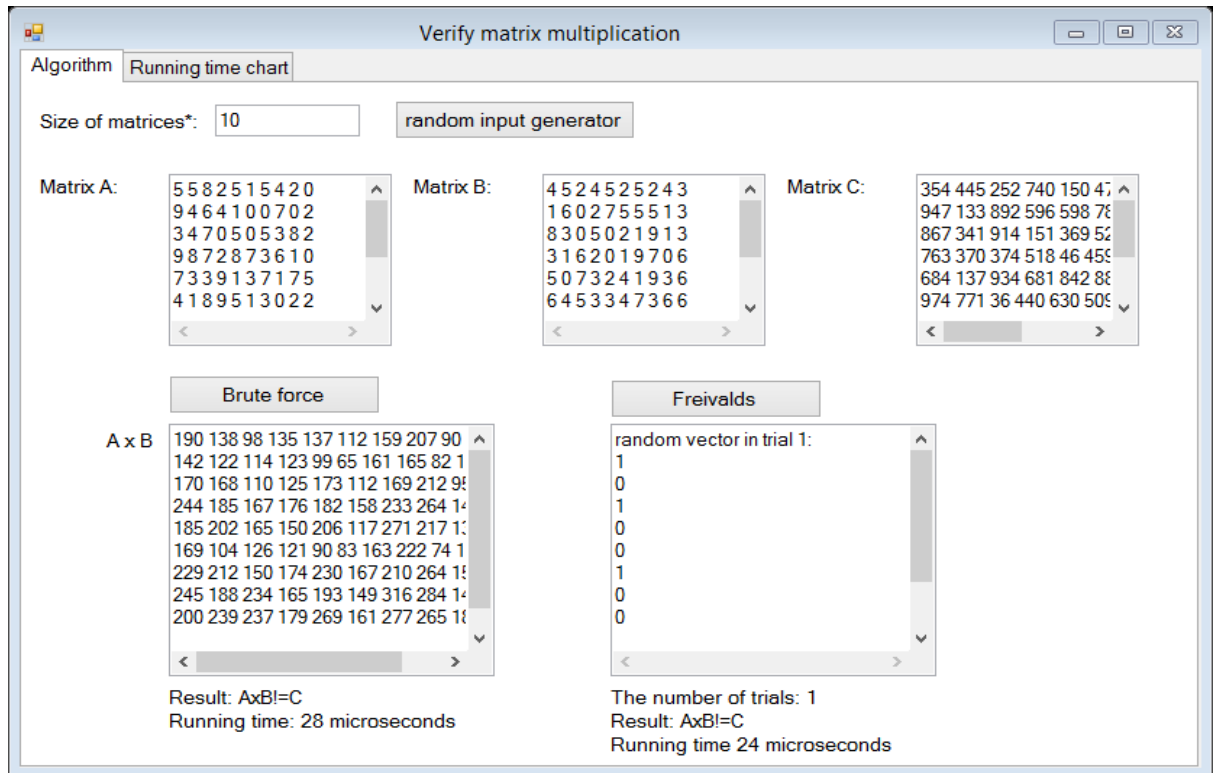 Verify matrix multiplication
Algorithm Running time chart
Size of matrices*: 10 random input generator
Matrix A:
5 5 8 2 5 1 5 4 2 0
9 4 6 4 1 0 0 7 0 2
3 4 7 0 5 0 5 3 8 2
9 8 7 2 8 7 3 6 1 0
7 3 3 9 1 3 7 1 7 5
4 1 8 9 5 1 3 0 2 2
Matrix B:
4 5 2 4 5 2 5 2 4 3
1 6 0 2 7 5 5 5 1 3
8 3 0 5 0 2 1 9 1 3
3 1 6 2 0 1 9 7 0 6
5 0 7 3 2 4 1 9 3 6
6 4 5 3 3 4 7 3 6 6
Matrix C:
354 445 252 740 150
947 133 892 596 598
867 341 914 151 369
763 370 374 518 46 459
684 137 934 681 842
974 771 36 440 630 509
Brute force
A x B
190 138 98 135 137 112 159 207 90
142 122 114 123 99 65 161 165 82 1
170 168 110 125 173 112 169 212
244 185 167 176 182 158 233 264
185 202 165 150 206 117 271 217
169 104 126 121 90 83 163 222 74 1
229 212 150 174 230 167 210 264
245 188 234 165 193 149 316 284
200 239 237 179 269 161 277 265
Result: AxB!=C
Running time: 28 microseconds
Freivalds
random vector in trial 1:
1
0
1
0
0
1
0
0
The number of trials: 1
Result: AxB!=C
Running time 24 microseconds